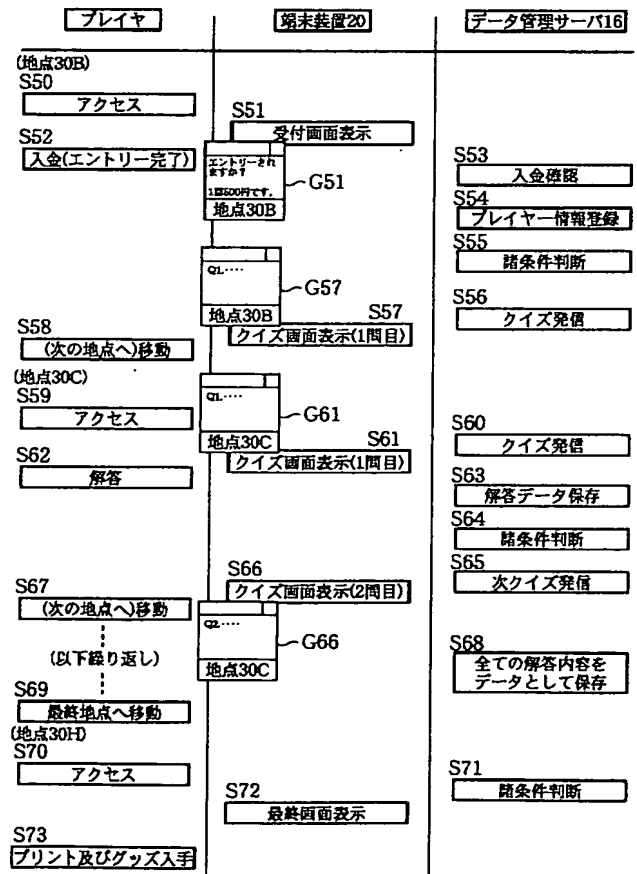 プレイヤ
端末装置20
データ管理サーバ16
(地点30B)
S50
アクセス
S51
受付画面表示
S52
入金(エントリー完了)
エントリーされ
ますか?
1回500円です。
地点30B
G51
S53
入金確認
S54
プレイヤー情報登録
S55
諸条件判断
Q1.····
地点30B
G57
S56
クイズ発信
S57
クイズ画面表示(1問目)
S58
(次の地点へ)移動
(地点30C)
S59
アクセス
Q1.····
地点30C
G61
S60
クイズ発信
S61
クイズ画面表示(1問目)
S62
解答
S63
解答データ保存
S64
諸条件判断
S65
次クイズ発信
S66
クイズ画面表示(2問目)
S67
(次の地点へ)移動
Q2.····
地点30C
G66
(以下繰り返し)
S68
全ての解答内容を
データとして保存
S69
最終地点へ移動
(地点30H)
S70
アクセス
S71
諸条件判断
S72
最終画面表示
S73
プリント及びグッズ入手